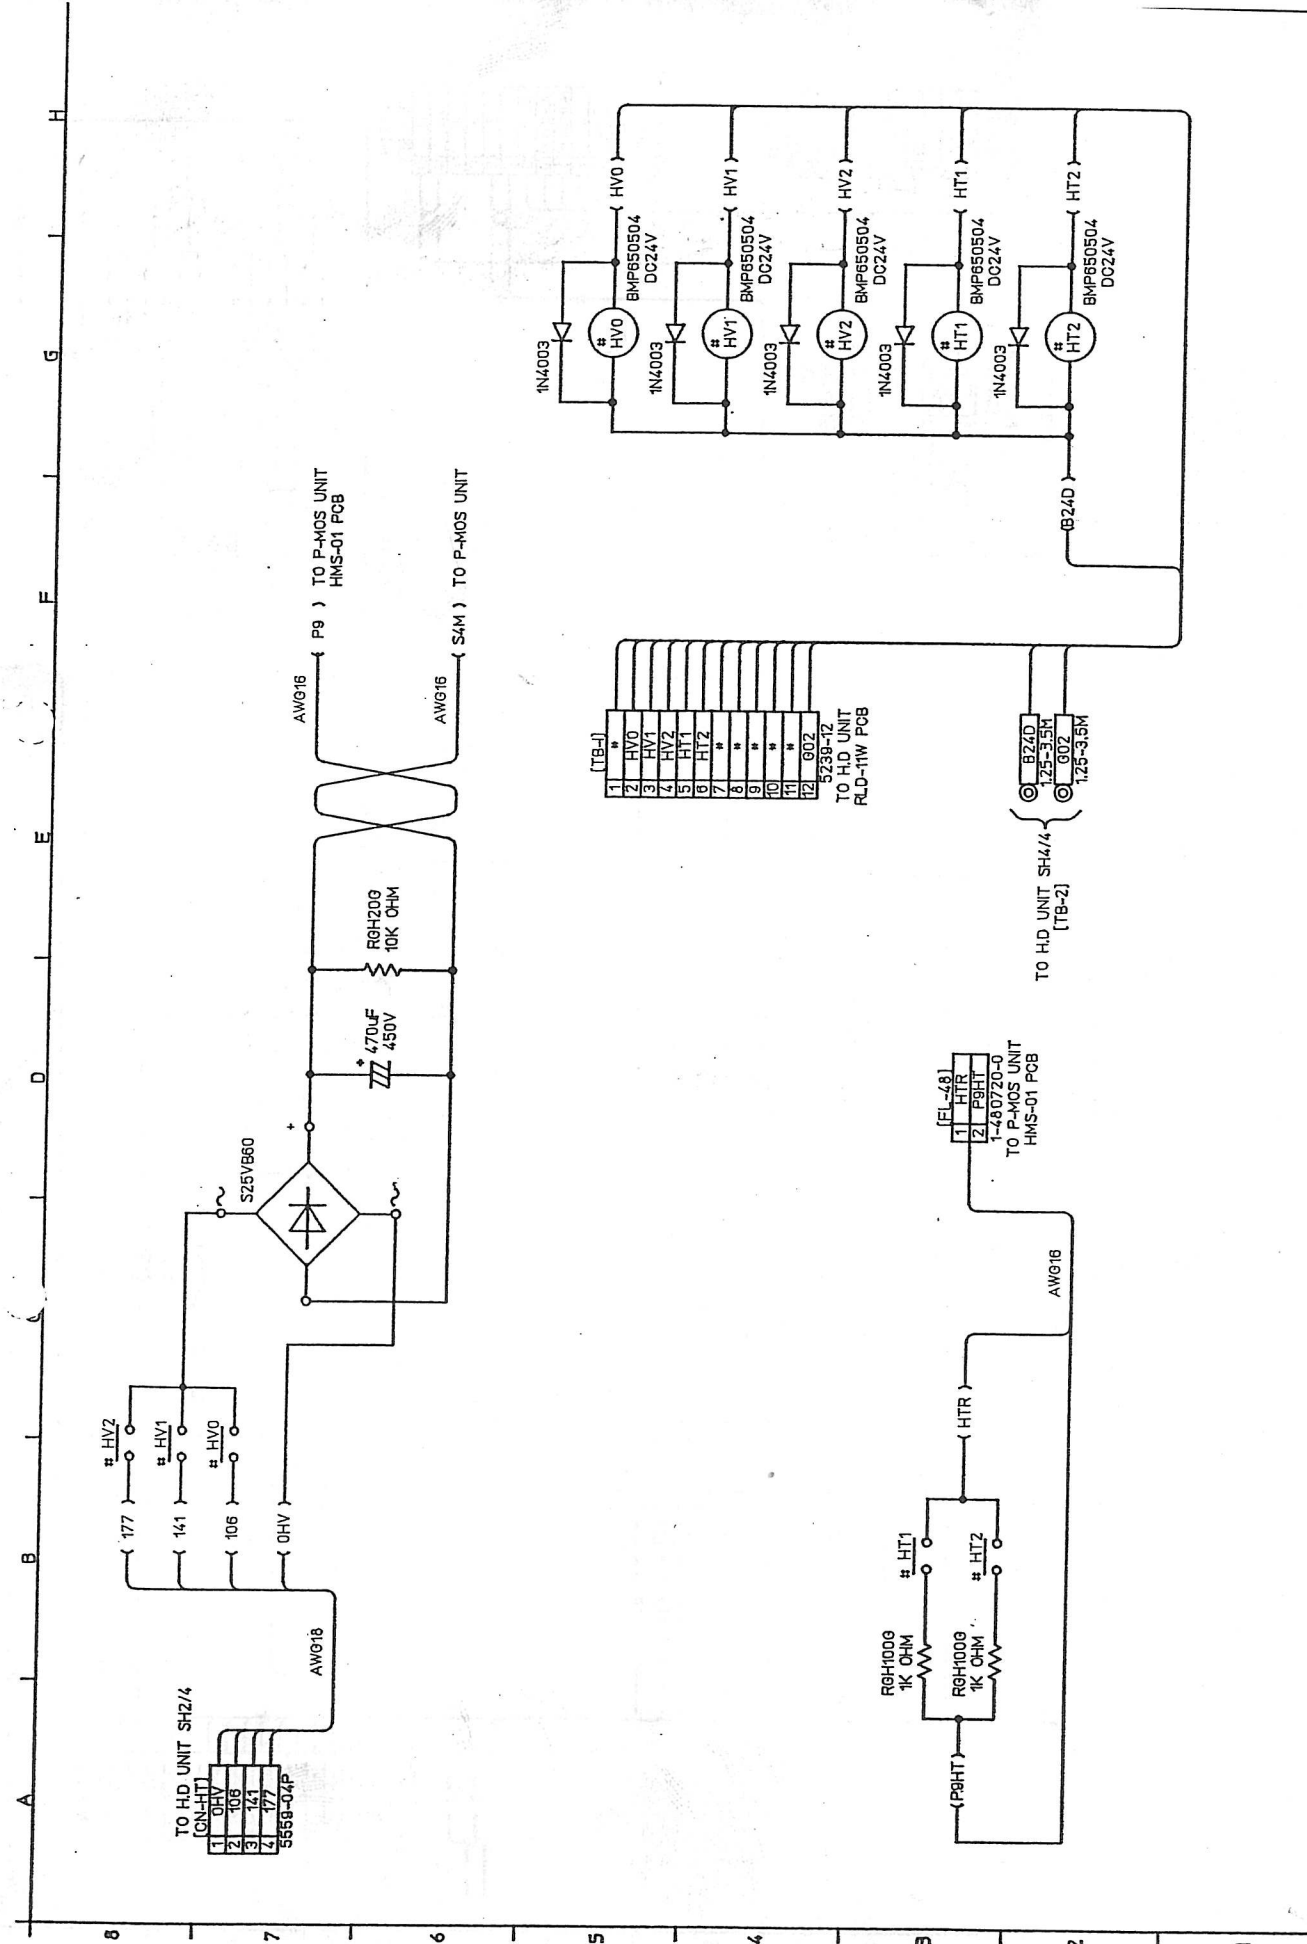 A
B
D
E
F
G
H
8
7
6
5
4
TO H.D UNIT SH2/4
[CN-HT]
1 0HV
2 106
3 141
4 177
5559-04P
AWG18
( 177 )
( 141 )
( 106 )
( 0HV )
# HV2
# HV1
# HV0
~
S25VB60
~
+
+ 470uF
450V
RGH20G
10K OHM
AWG16
AWG16
( P9 ) TO P-MOS UNIT
HMS-01 PCB
( S4M ) TO P-MOS UNIT
[TB-1]
1 *
2 HV0
3 HV1
4 HV2
5 HT1
6 HT2
7 *
8 *
9 *
10 *
11 *
12 G02
5239-12
TO H.D UNIT
RLD-11W PCB
1N4003
# HV0
BMP650504
DC24V
( HV0 )
1N4003
# HV1
BMP650504
DC24V
( HV1 )
1N4003
# HV2
BMP650504
DC24V
( HV2 )
1N4003
# HT1
BMP650504
DC24V
( HT1 )
1N4003
# HT2
BMP650504
DC24V
( HT2 )
(B24D )
B24D
1.25-3.5M
G02
1.25-3.5M
TO H.D UNIT SH4/4
[TB-2]
[FL-48]
1 HTR
2 P9HT
1-480720-0
TO P-MOS UNIT
HMS-01 PCB
AWG16
( HTR )
# HT1
# HT2
RGH100G
1K OHM
RGH100G
1K OHM
(P9HT)